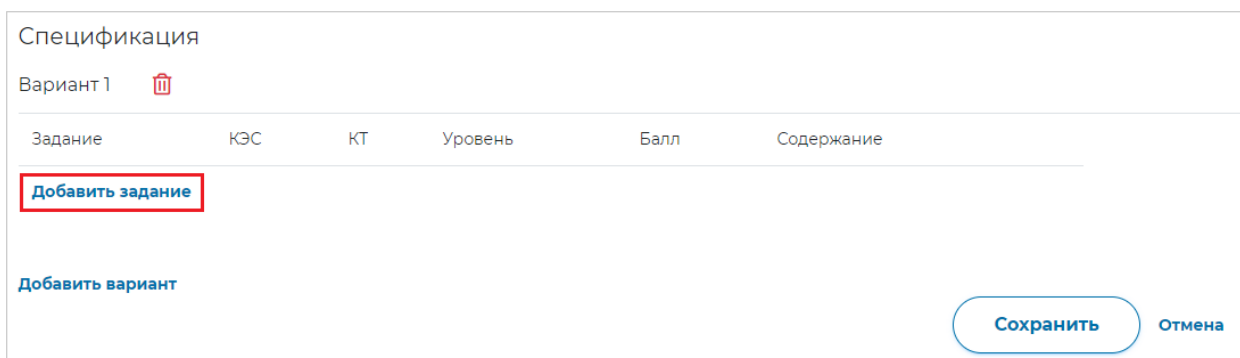 Спецификация
Вариант 1
Задание КЭС КТ Уровень Балл Содержание
Добавить задание
Добавить вариант
Сохранить Отмена